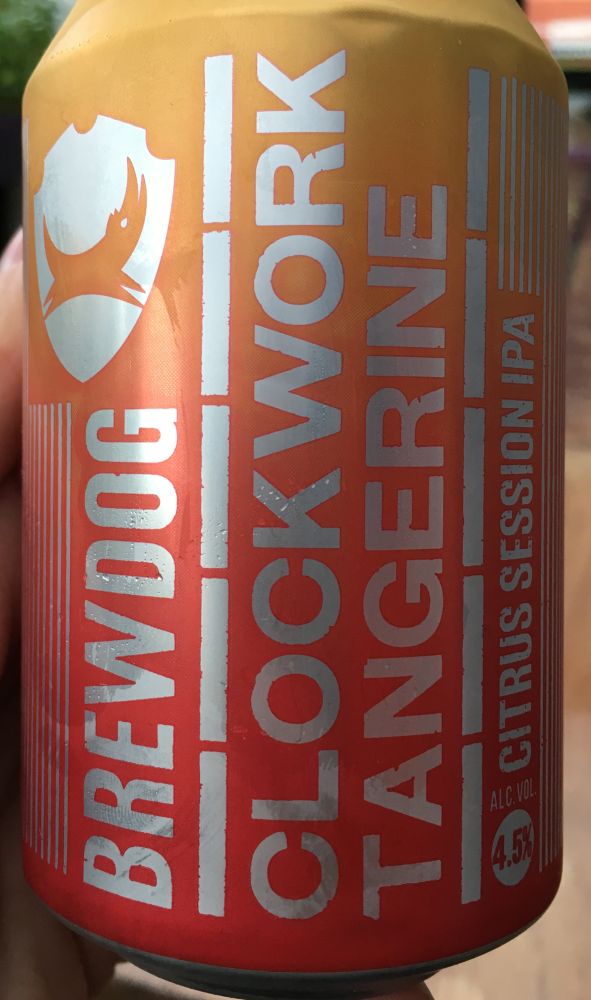 BREWDOG
CLOCKWORK
TANGERINE
CITRUS SESSION IPA
ALC.VOL.
4.5%